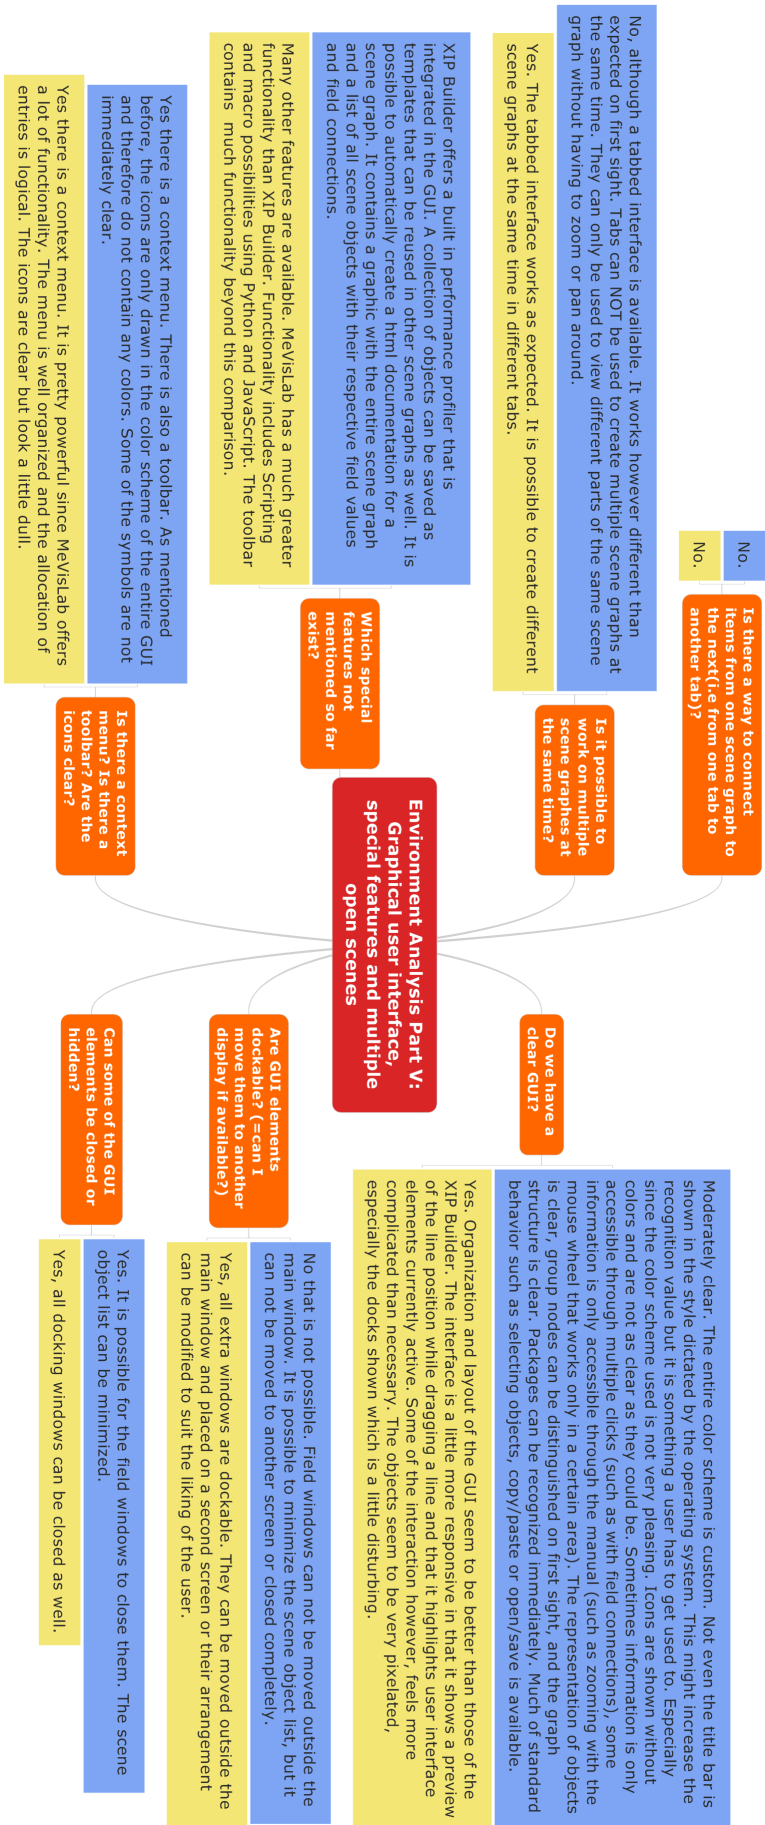 No.
No.
Is there a way to connect
items from one scene graph to
the next(i.e from one tab to
another tab)?
No, although a tabbed interface is available. It works however different than
expected on first sight. Tabs can NOT be used to create multiple scene graphs at
the same time. They can only be used to view different parts of the same scene
graph without having to zoom or pan around.
Yes. The tabbed interface works as expected. It is possible to create different
scene graphs at the same time in different tabs.
Is it possible to
work on multiple
scene graphes at
the same time?
XIP Builder offers a built in performance profiler that is
integrated in the GUI. A collection of objects can be saved as
templates that can be reused in other scene graphs as well. It is
possible to automatically create a html documentation for a
scene graph. It contains a graphic with the entire scene graph
and a list of all scene objects with their respective field values
and field connections.
Many other features are available. MeVisLab has a much greater
functionality than XIP Builder. Functionality includes Scripting
and macro possibilities using Python and JavaScript. The toolbar
contains much functionality beyond this comparison.
Which special
features not
mentioned so far
exist?
Yes there is a context menu. There is also a toolbar. As mentioned
before, the icons are only drawn in the color scheme of the entire GUI
and therefore do not contain any colors. Some of the symbols are not
immediately clear.
Yes there is a context menu. It is pretty powerful since MeVisLab offers
a lot of functionality. The menu is well organized and the allocation of
entries is logical. The icons are clear but look a little dull.
Is there a context
menu? Is there a
toolbar? Are the
icons clear?
Environment Analysis Part V:
Graphical user interface,
special features and multiple
open scenes
Do we have a
clear GUI?
Moderately clear. The entire color scheme is custom. Not even the title bar is
shown in the style dictated by the operating system. This might increase the
recognition value but it is something a user has to get used to. Especially
since the color scheme used is not very pleasing. Icons are shown without
colors and are not as clear as they could be. Sometimes information is only
accessible through multiple clicks (such as with field connections), some
information is only accessible through the manual (such as zooming with the
mouse wheel that works only in a certain area). The representation of objects
is clear, group nodes can be distinguished on first sight, and the graph
structure is clear. Packages can be recognized immediately. Much of standard
behavior such as selecting objects, copy/paste or open/save is available.
Yes. Organization and layout of the GUI seem to be better than those of the
XIP Builder. The interface is a little more responsive in that it shows a preview
of the line position while dragging a line and that it highlights user interface
elements currently active. Some of the interaction however, feels more
complicated than necessary. The objects seem to be very pixelated,
especially the docks shown which is a little disturbing.
Are GUI elements
dockable? (=can I
move them to another
display if available?)
No that is not possible. Field windows can not be moved outside the
main window. It is possible to minimize the scene object list, but it
can not be moved to another screen or closed completely.
Yes, all extra windows are dockable. They can be moved outside the
main window and placed on a second screen or their arrangement
can be modified to suit the liking of the user.
Can some of the GUI
elements be closed or
hidden?
Yes. It is possible for the field windows to close them. The scene
object list can be minimized.
Yes, all docking windows can be closed as well.